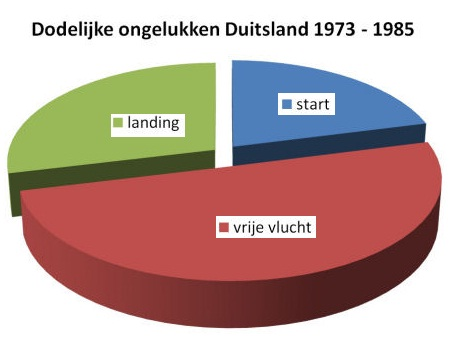 Dodelijke ongelukken Duitsland 1973 - 1985
start
landing
vrije vlucht